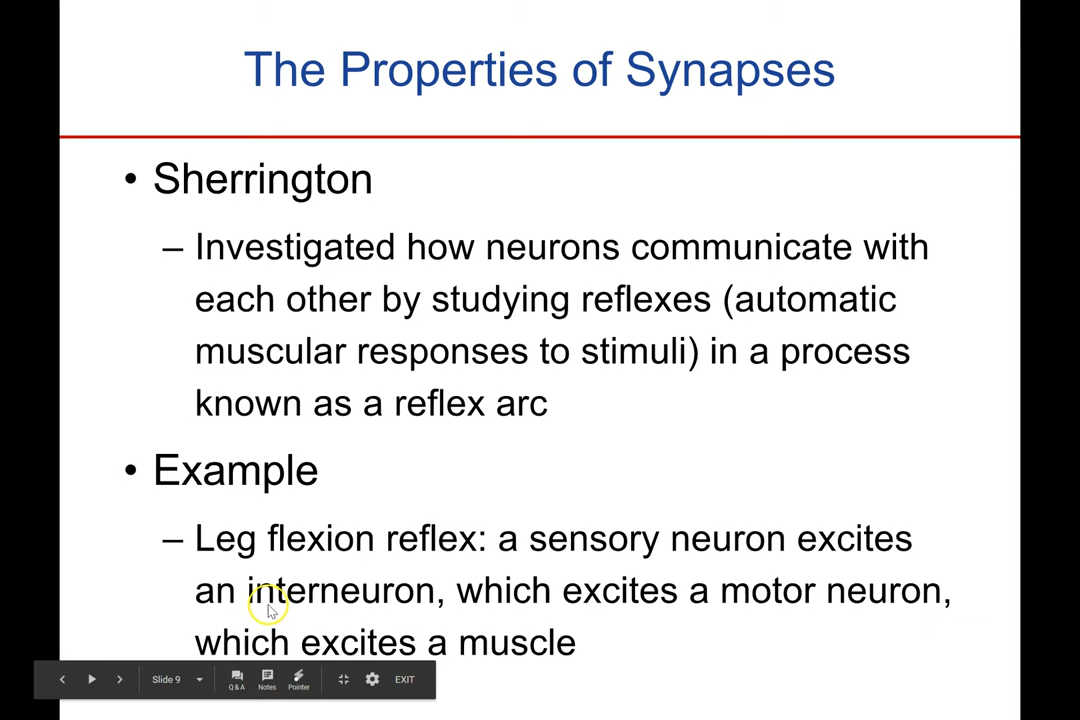 The Properties of Synapses
• Sherrington
– Investigated how neurons communicate with
each other by studying reflexes (automatic
muscular responses to stimuli) in a process
known as a reflex arc
• Example
– Leg flexion reflex: a sensory neuron excites
an interneuron, which excites a motor neuron,
which excites a muscle
Slide 9 Q & A Notes Pointer EXIT